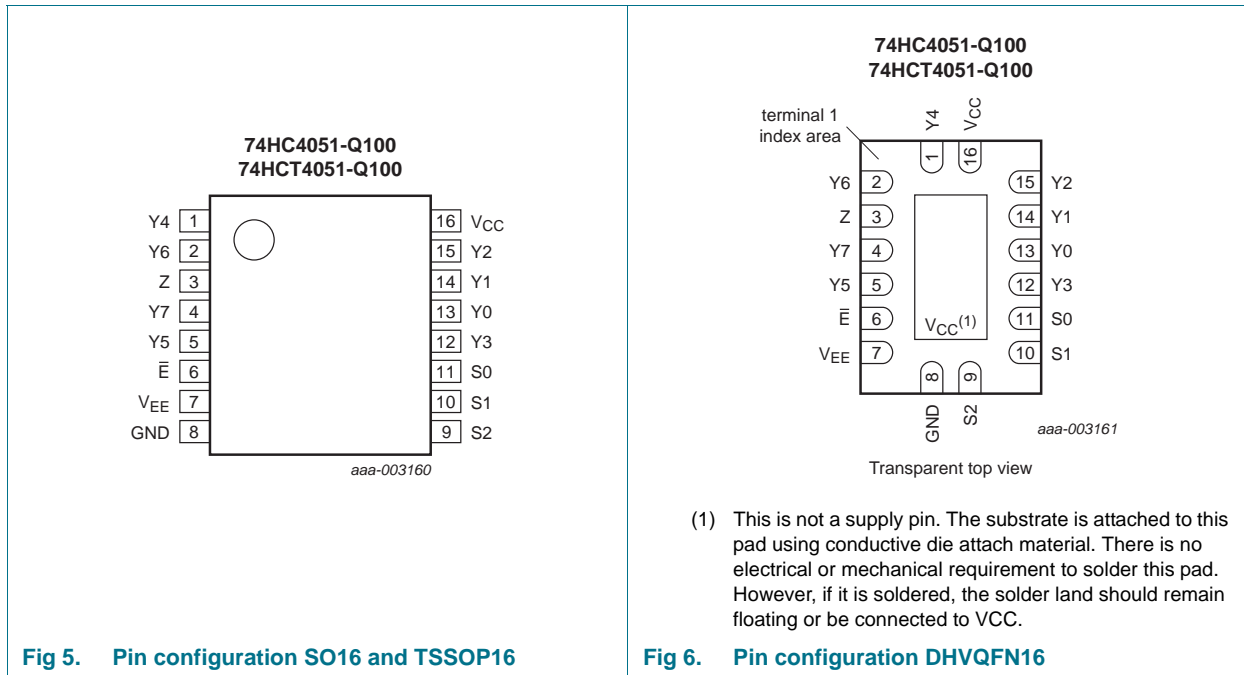 74HC4051-Q100
74HCT4051-Q100
Y4 1
Y6 2
Z 3
Y7 4
Y5 5
E̅ 6
VEE 7
GND 8
16 VCC
15 Y2
14 Y1
13 Y0
12 Y3
11 S0
10 S1
9 S2
aaa-003160
Fig 5. Pin configuration SO16 and TSSOP16
74HC4051-Q100
74HCT4051-Q100
terminal 1
index area
Y4
VCC
1
16
Y6 2
Z 3
Y7 4
Y5 5
E̅ 6
VEE 7
15 Y2
14 Y1
13 Y0
12 Y3
11 S0
10 S1
VCC(1)
8
9
GND
S2
aaa-003161
Transparent top view
(1) This is not a supply pin. The substrate is attached to this
pad using conductive die attach material. There is no
electrical or mechanical requirement to solder this pad.
However, if it is soldered, the solder land should remain
floating or be connected to VCC.
Fig 6. Pin configuration DHVQFN16